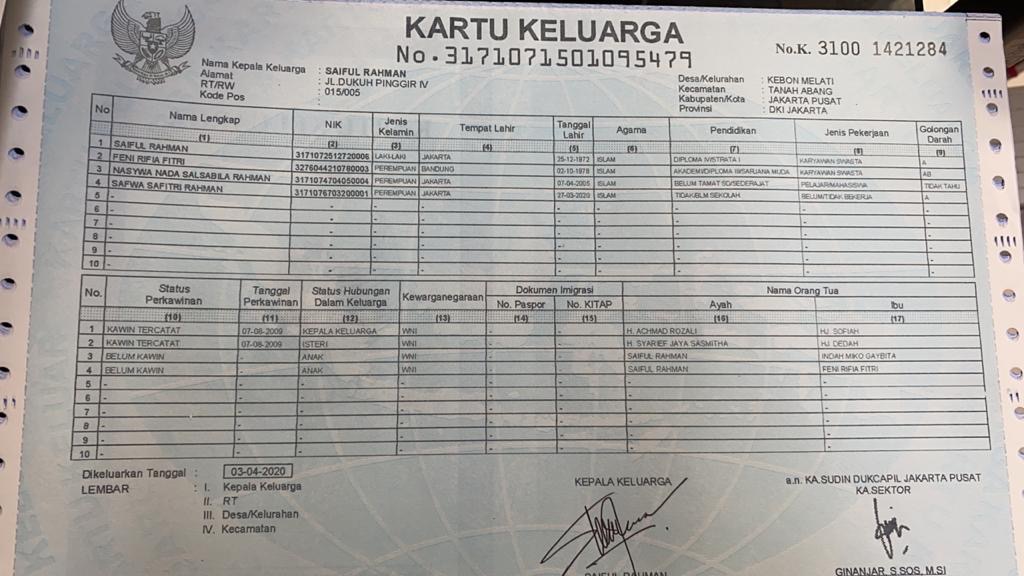 KARTU KELUARGA
No.3171071501095479
No.K. 3100 1421284
Nama Kepala Keluarga : SAIFUL RAHMAN
Alamat : JL.DUKUH PINGGIR IV
RT/RW : 015/005
Kode Pos :
Desa/Kelurahan : KEBON MELATI
Kecamatan : TANAH ABANG
Kabupaten/Kota : JAKARTA PUSAT
Provinsi : DKI JAKARTA
No Nama Lengkap NIK Jenis Kelamin Tempat Lahir Tanggal Lahir Agama Pendidikan Jenis Pekerjaan Golongan Darah
(1) (2) (3) (4) (5) (6) (7) (8) (9)
1 SAIFUL RAHMAN 3171072512720006 LAKI-LAKI JAKARTA 25-12-1972 ISLAM DIPLOMA IV/STRATA I KARYAWAN SWASTA A
2 FENI RIFIA FITRI 3276044210780003 PEREMPUAN BANDUNG 02-10-1978 ISLAM AKADEMI/DIPLOMA III/SARJANA MUDA KARYAWAN SWASTA AB
3 NASYWA NADA SALSABILA RAHMAN 3171074704050004 PEREMPUAN JAKARTA 07-04-2005 ISLAM BELUM TAMAT SD/SEDERAJAT PELAJAR/MAHASISWA TIDAK TAHU
4 SAFWA SAFITRI RAHMAN 3171076703200001 PEREMPUAN JAKARTA 27-03-2020 ISLAM TIDAK/BLM SEKOLAH BELUM/TIDAK BEKERJA A
5 - - - - - - - - -
6 - - - - - - - - -
7 - - - - - - - - -
8 - - - - - - - - -
9 - - - - - - - - -
10 - - - - - - - - -
No. Status Perkawinan Tanggal Perkawinan Status Hubungan Dalam Keluarga Kewarganegaraan Dokumen Imigrasi No. Paspor No. KITAP Nama Orang Tua Ayah Ibu
(10) (11) (12) (13) (14) (15) (16) (17)
1 KAWIN TERCATAT 07-08-2009 KEPALA KELUARGA WNI - - H. ACHMAD ROZALI HJ. SOFIAH
2 KAWIN TERCATAT 07-08-2009 ISTERI WNI - - H. SYARIEF JAYA SASMITHA HJ. DEDAH
3 BELUM KAWIN - ANAK WNI - - SAIFUL RAHMAN INDAH MIKO GAYBITA
4 BELUM KAWIN - ANAK WNI - - SAIFUL RAHMAN FENI RIFIA FITRI
5 - - - - - - - -
6 - - - - - - - -
7 - - - - - - - -
8 - - - - - - - -
9 - - - - - - - -
10 - - - - - - - -
Dikeluarkan Tanggal : 03-04-2020
LEMBAR : I. Kepala Keluarga
II. RT
III. Desa/Kelurahan
IV. Kecamatan
KEPALA KELUARGA
SAIFUL RAHMAN
a.n. KA.SUDIN DUKCAPIL JAKARTA PUSAT
KA.SEKTOR
GINANJAR, S.SOS, M.SI